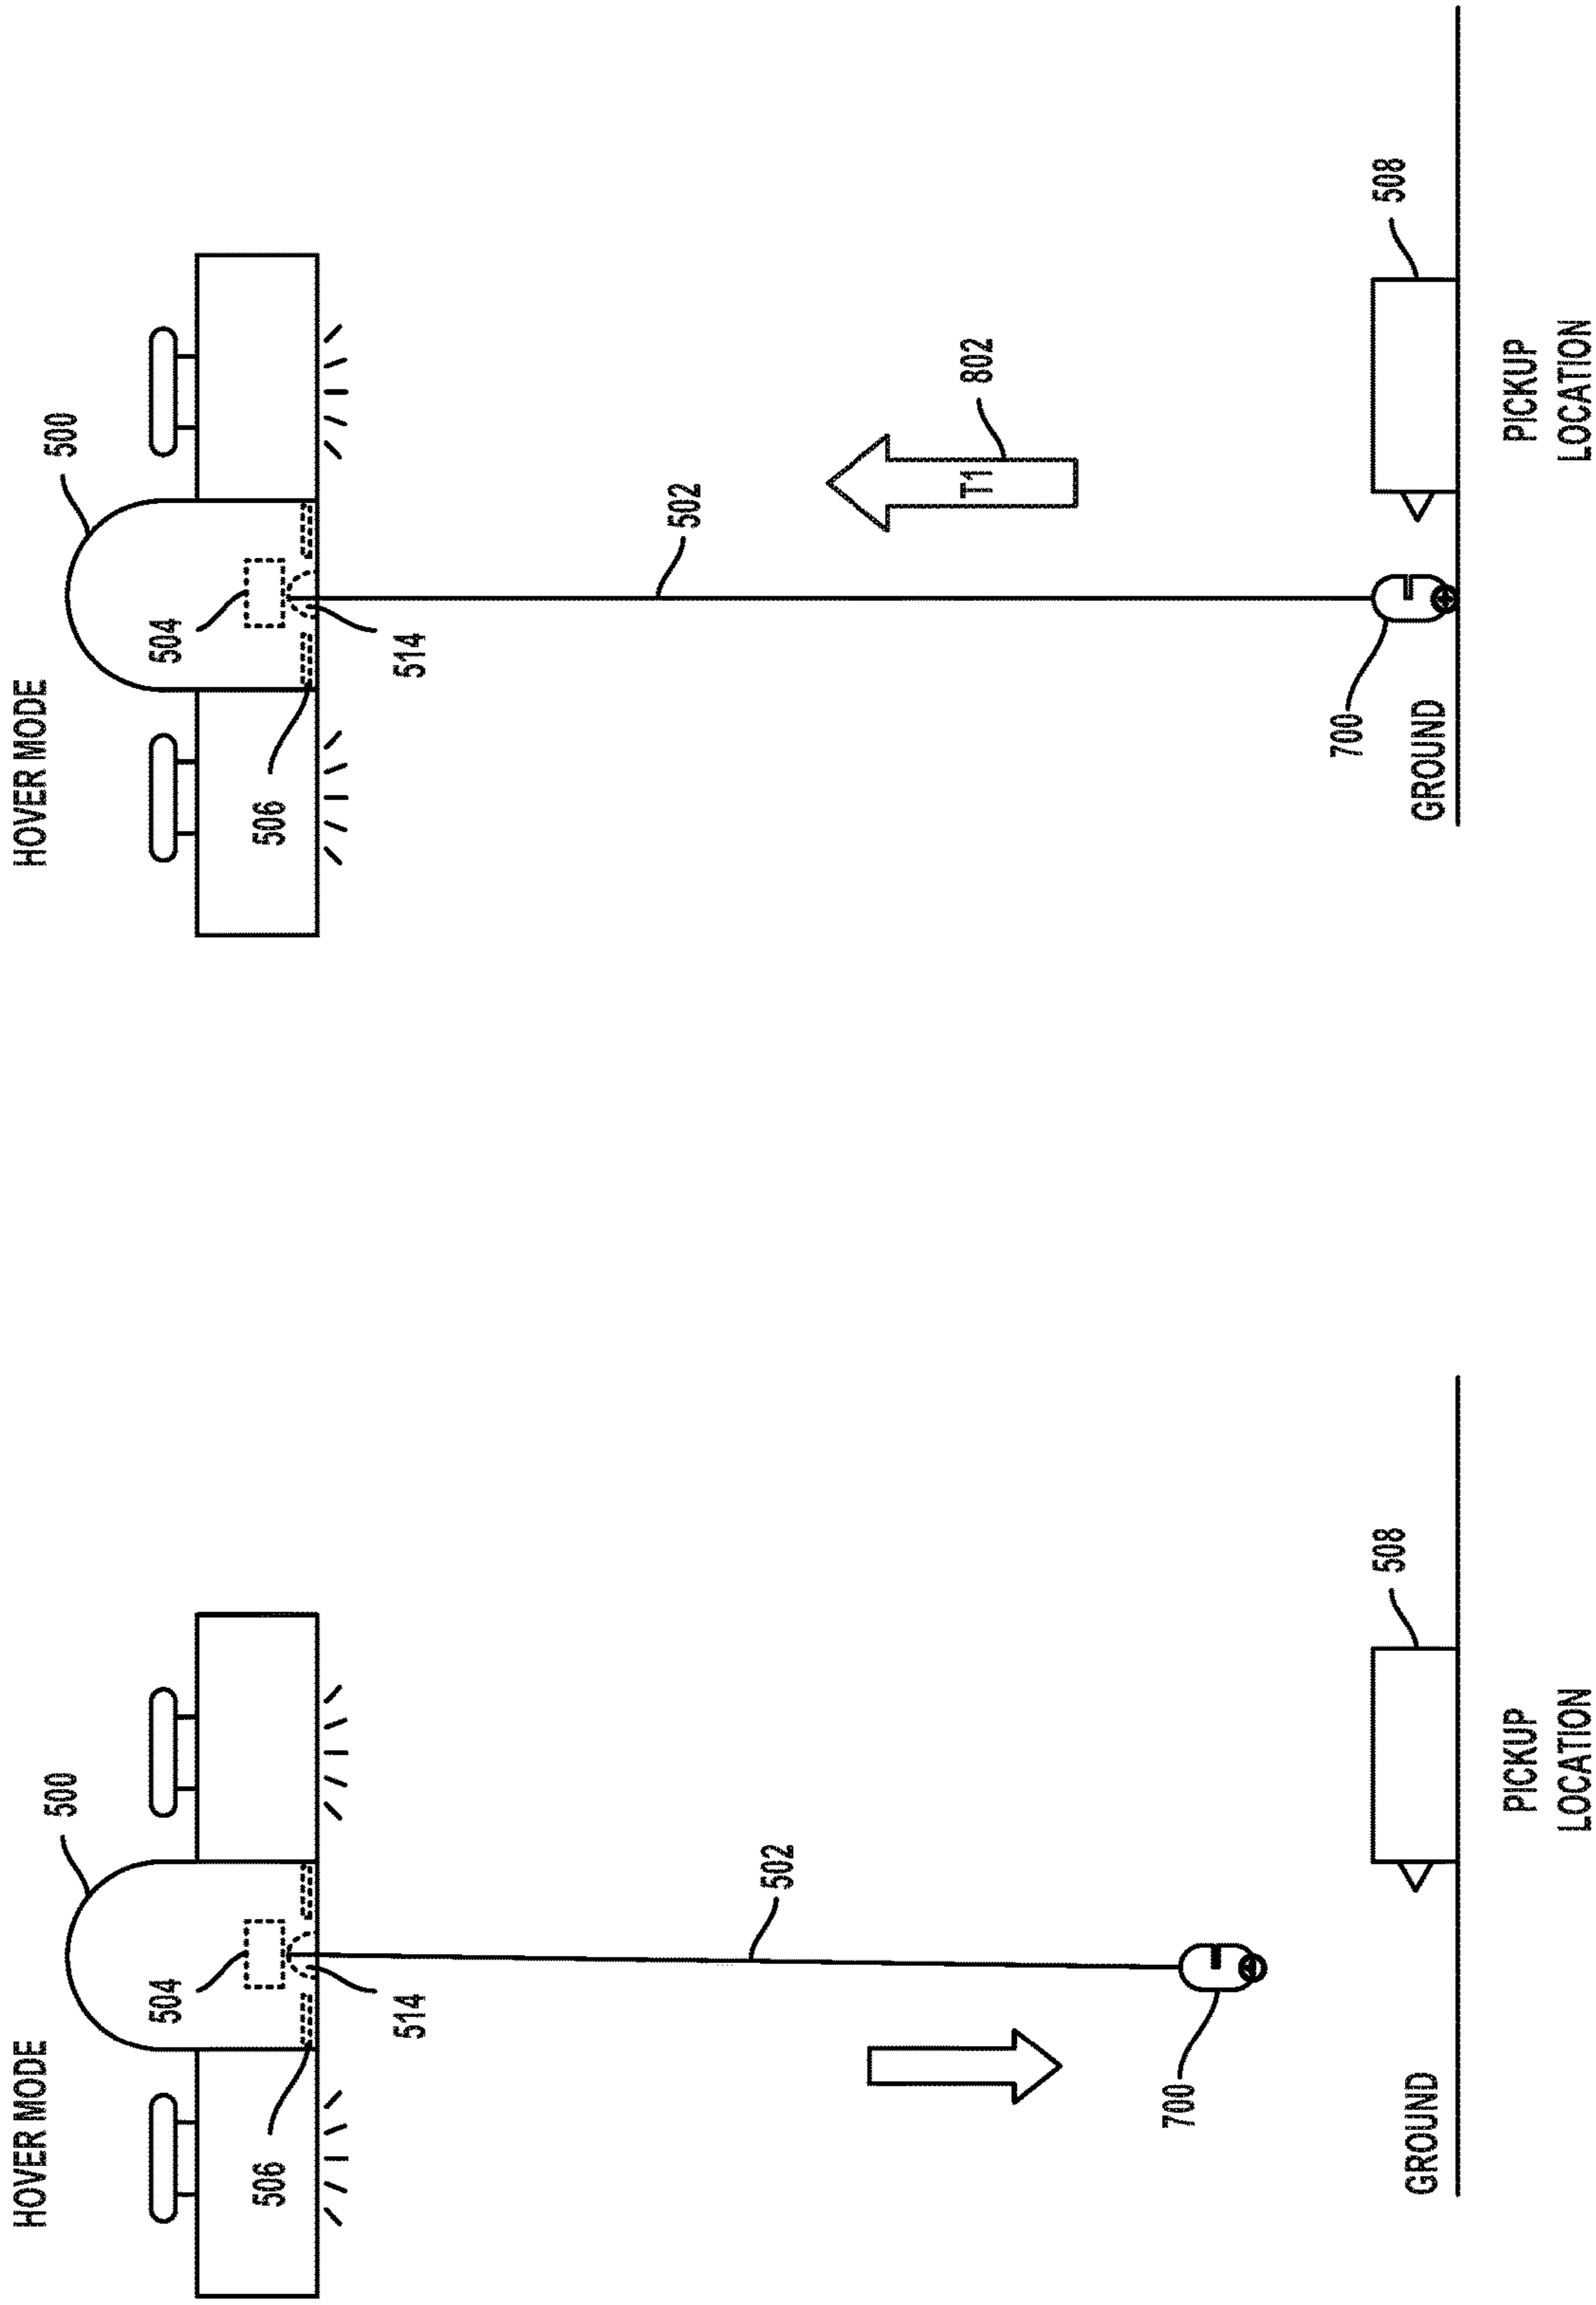 HOVER MODE
500
504
506
514
502
700
508
GROUND
PICKUP
LOCATION
HOVER MODE
500
504
506
514
502
T1
802
700
508
GROUND
PICKUP
LOCATION